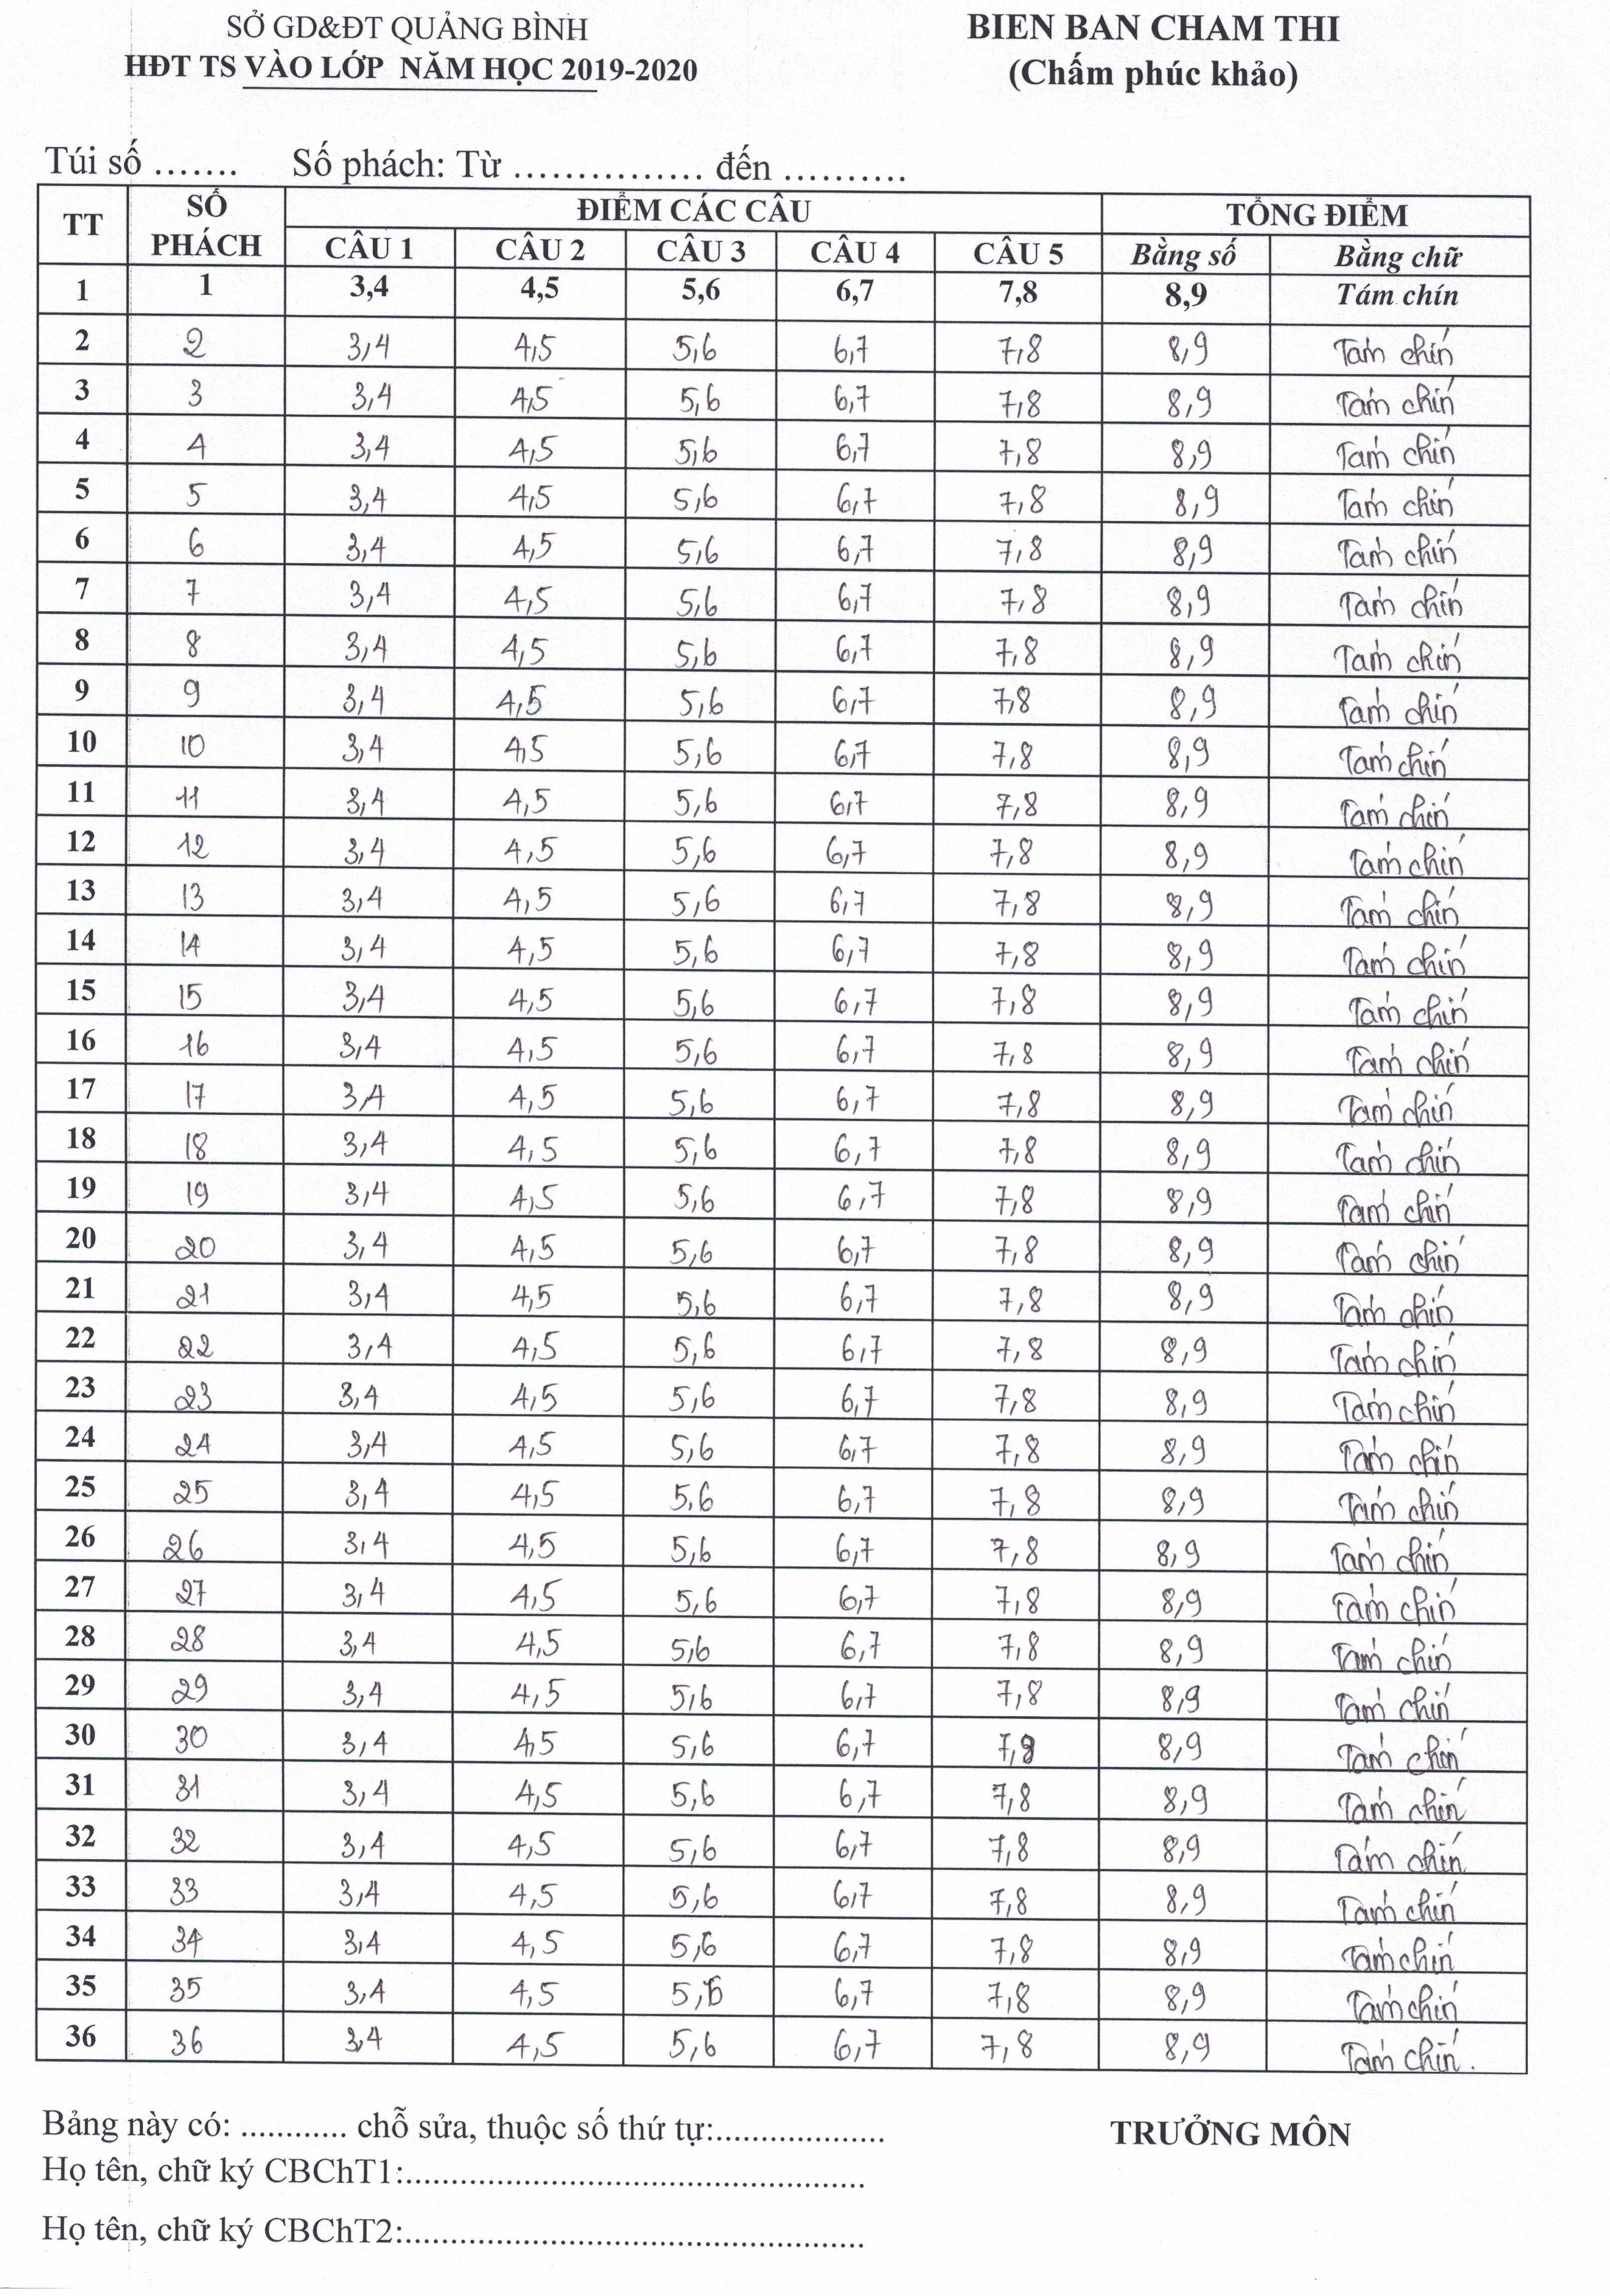 SỞ GD&ĐT QUẢNG BÌNH
HĐT TS VÀO LỚP NĂM HỌC 2019-2020
BIEN BAN CHAM THI
(Chấm phúc khảo)
Túi số ....... Số phách: Từ ............... đến ..........
TT SỐ PHÁCH ĐIỂM CÁC CÂU TỔNG ĐIỂM
CÂU 1 CÂU 2 CÂU 3 CÂU 4 CÂU 5 Bằng số Bằng chữ
1 1 3,4 4,5 5,6 6,7 7,8 8,9 Tám chín
2 2 3,4 4,5 5,6 6,7 7,8 8,9 Tám chín
3 3 3,4 4,5 5,6 6,7 7,8 8,9 Tám chín
4 4 3,4 4,5 5,6 6,7 7,8 8,9 Tám chín
5 5 3,4 4,5 5,6 6,7 7,8 8,9 Tám chín
6 6 3,4 4,5 5,6 6,7 7,8 8,9 Tám chín
7 7 3,4 4,5 5,6 6,7 7,8 8,9 Tám chín
8 8 3,4 4,5 5,6 6,7 7,8 8,9 Tám chín
9 9 3,4 4,5 5,6 6,7 7,8 8,9 Tám chín
10 10 3,4 4,5 5,6 6,7 7,8 8,9 Tám chín
11 11 3,4 4,5 5,6 6,7 7,8 8,9 Tám chín
12 12 3,4 4,5 5,6 6,7 7,8 8,9 Tám chín
13 13 3,4 4,5 5,6 6,7 7,8 8,9 Tám chín
14 14 3,4 4,5 5,6 6,7 7,8 8,9 Tám chín
15 15 3,4 4,5 5,6 6,7 7,8 8,9 Tám chín
16 16 3,4 4,5 5,6 6,7 7,8 8,9 Tám chín
17 17 3,4 4,5 5,6 6,7 7,8 8,9 Tám chín
18 18 3,4 4,5 5,6 6,7 7,8 8,9 Tám chín
19 19 3,4 4,5 5,6 6,7 7,8 8,9 Tám chín
20 20 3,4 4,5 5,6 6,7 7,8 8,9 Tám chín
21 21 3,4 4,5 5,6 6,7 7,8 8,9 Tám chín
22 22 3,4 4,5 5,6 6,7 7,8 8,9 Tám chín
23 23 3,4 4,5 5,6 6,7 7,8 8,9 Tám chín
24 24 3,4 4,5 5,6 6,7 7,8 8,9 Tám chín
25 25 3,4 4,5 5,6 6,7 7,8 8,9 Tám chín
26 26 3,4 4,5 5,6 6,7 7,8 8,9 Tám chín
27 27 3,4 4,5 5,6 6,7 7,8 8,9 Tám chín
28 28 3,4 4,5 5,6 6,7 7,8 8,9 Tám chín
29 29 3,4 4,5 5,6 6,7 7,8 8,9 Tám chín
30 30 3,4 4,5 5,6 6,7 7,8 8,9 Tám chín
31 31 3,4 4,5 5,6 6,7 7,8 8,9 Tám chín
32 32 3,4 4,5 5,6 6,7 7,8 8,9 Tám chín
33 33 3,4 4,5 5,6 6,7 7,8 8,9 Tám chín
34 34 3,4 4,5 5,6 6,7 7,8 8,9 Tám chín
35 35 3,4 4,5 5,6 6,7 7,8 8,9 Tám chín
36 36 3,4 4,5 5,6 6,7 7,8 8,9 Tám chín.
Bảng này có: ............ chỗ sửa, thuộc số thứ tự:...................
TRƯỞNG MÔN
Họ tên, chữ ký CBChT1:...................................................
Họ tên, chữ ký CBChT2:...................................................